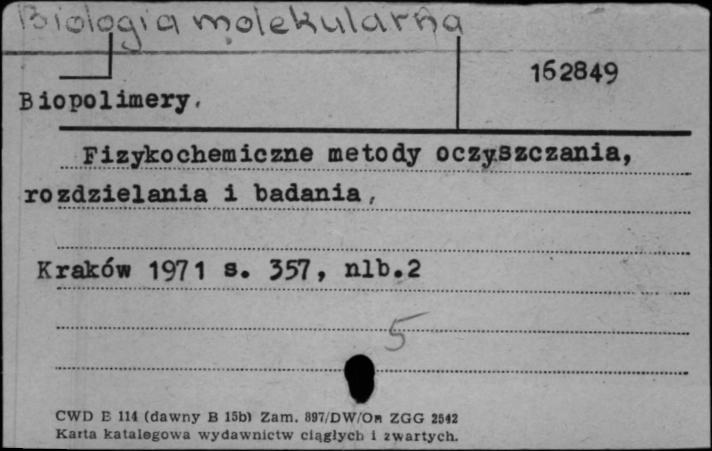 Biologia molekularna
162849
Biopolimery.
Fizykochemiczne metody oczyszczania,
rozdzielania i badania,
Kraków 1971 s. 357, nlb.2
5
CWD E 114 (dawny B 15b) Zam. 897/DW/Om ZGG 2542
Karta katalogowa wydawnictw ciągłych i zwartych.